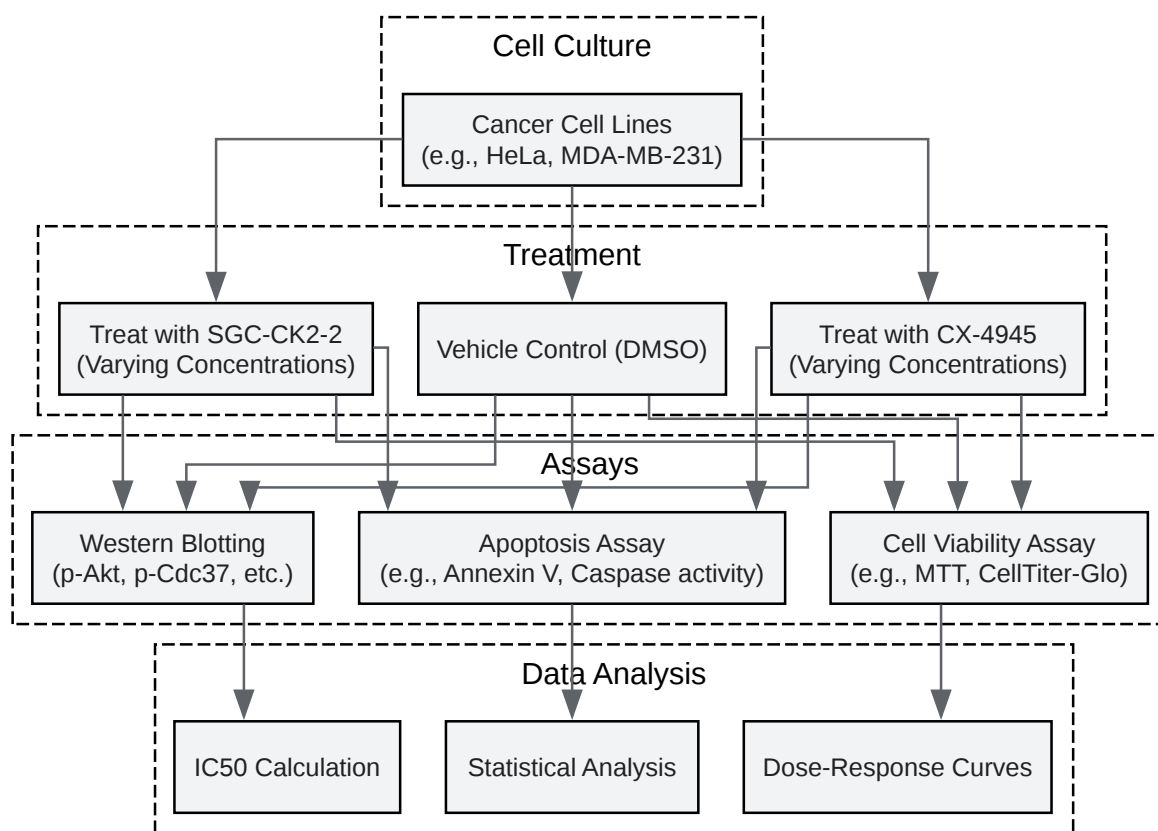 Cell Culture
Cancer Cell Lines
(e.g., HeLa, MDA-MB-231)
Treatment
Treat with SGC-CK2-2
(Varying Concentrations)
Vehicle Control (DMSO)
Treat with CX-4945
(Varying Concentrations)
Assays
Western Blotting
(p-Akt, p-Cdc37, etc.)
Apoptosis Assay
(e.g., Annexin V, Caspase activity)
Cell Viability Assay
(e.g., MTT, CellTiter-Glo)
Data Analysis
IC50 Calculation
Statistical Analysis
Dose-Response Curves